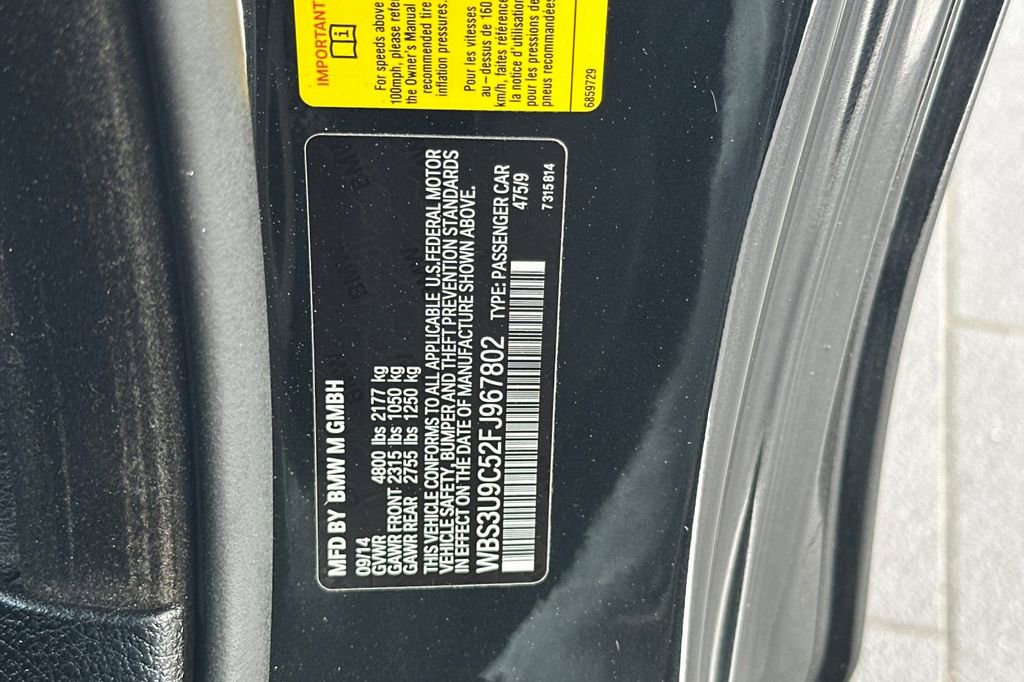 IMPORTANT
For speeds above
100mph, please refer
the Owner's Manual
recommended tire
inflation pressures.
Pour les vitesses
au-dessus de 160
km/h, faites référence
la notice d'utilisation
pour les pressions de
pneus recommandées
6859729
MFD BY BMW M GMBH
09/14
GVWR 4800 lbs 2177 kg
GAWR FRONT 2315 lbs 1050 kg
GAWR REAR 2755 lbs 1250 kg
THIS VEHICLE CONFORMS TO ALL APPLICABLE U.S.FEDERAL MOTOR
VEHICLE SAFETY, BUMPER AND THEFT PREVENTION STANDARDS
IN EFFECT ON THE DATE OF MANUFACTURE SHOWN ABOVE.
WBS3U9C52FJ967802 TYPE: PASSENGER CAR
475/9
7315814